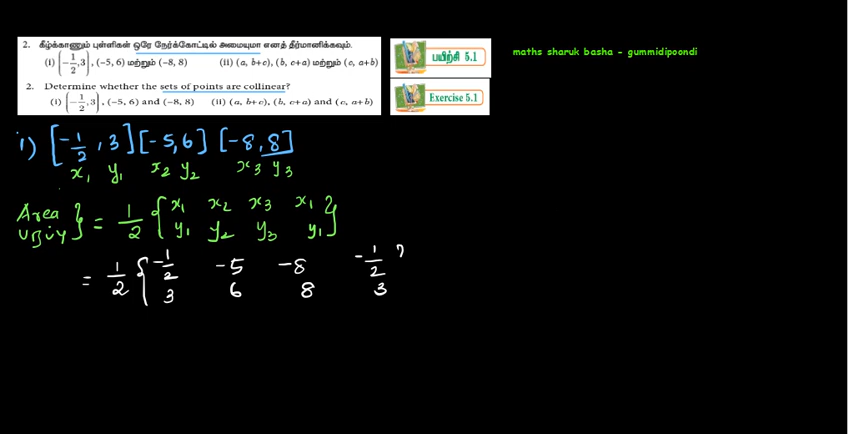 2. கீழ்க்காணும் புள்ளிகள் ஒரே நேர்க்கோட்டில் அமையுமா எனத் தீர்மானிக்கவும்.
(i) (-1/2, 3), (-5, 6) மற்றும் (-8, 8) (ii) (a, b+c), (b, c+a) மற்றும் (c, a+b)
2. Determine whether the sets of points are collinear?
(i) (-1/2, 3), (-5, 6) and (-8, 8) (ii) (a, b+c), (b, c+a) and (c, a+b)
பயிற்சி 5.1
Exercise 5.1
maths sharuk basha - gummidipoondi
i) [-1/2, 3] [-5, 6] [-8, 8]
x₁ y₁ x₂ y₂ x₃ y₃
Area } = 1/2 { x₁ x₂ x₃ x₁ }
y₁ y₂ y₃ y₁
= 1/2 { -1/2 -5 -8 -1/2
3 6 8 3